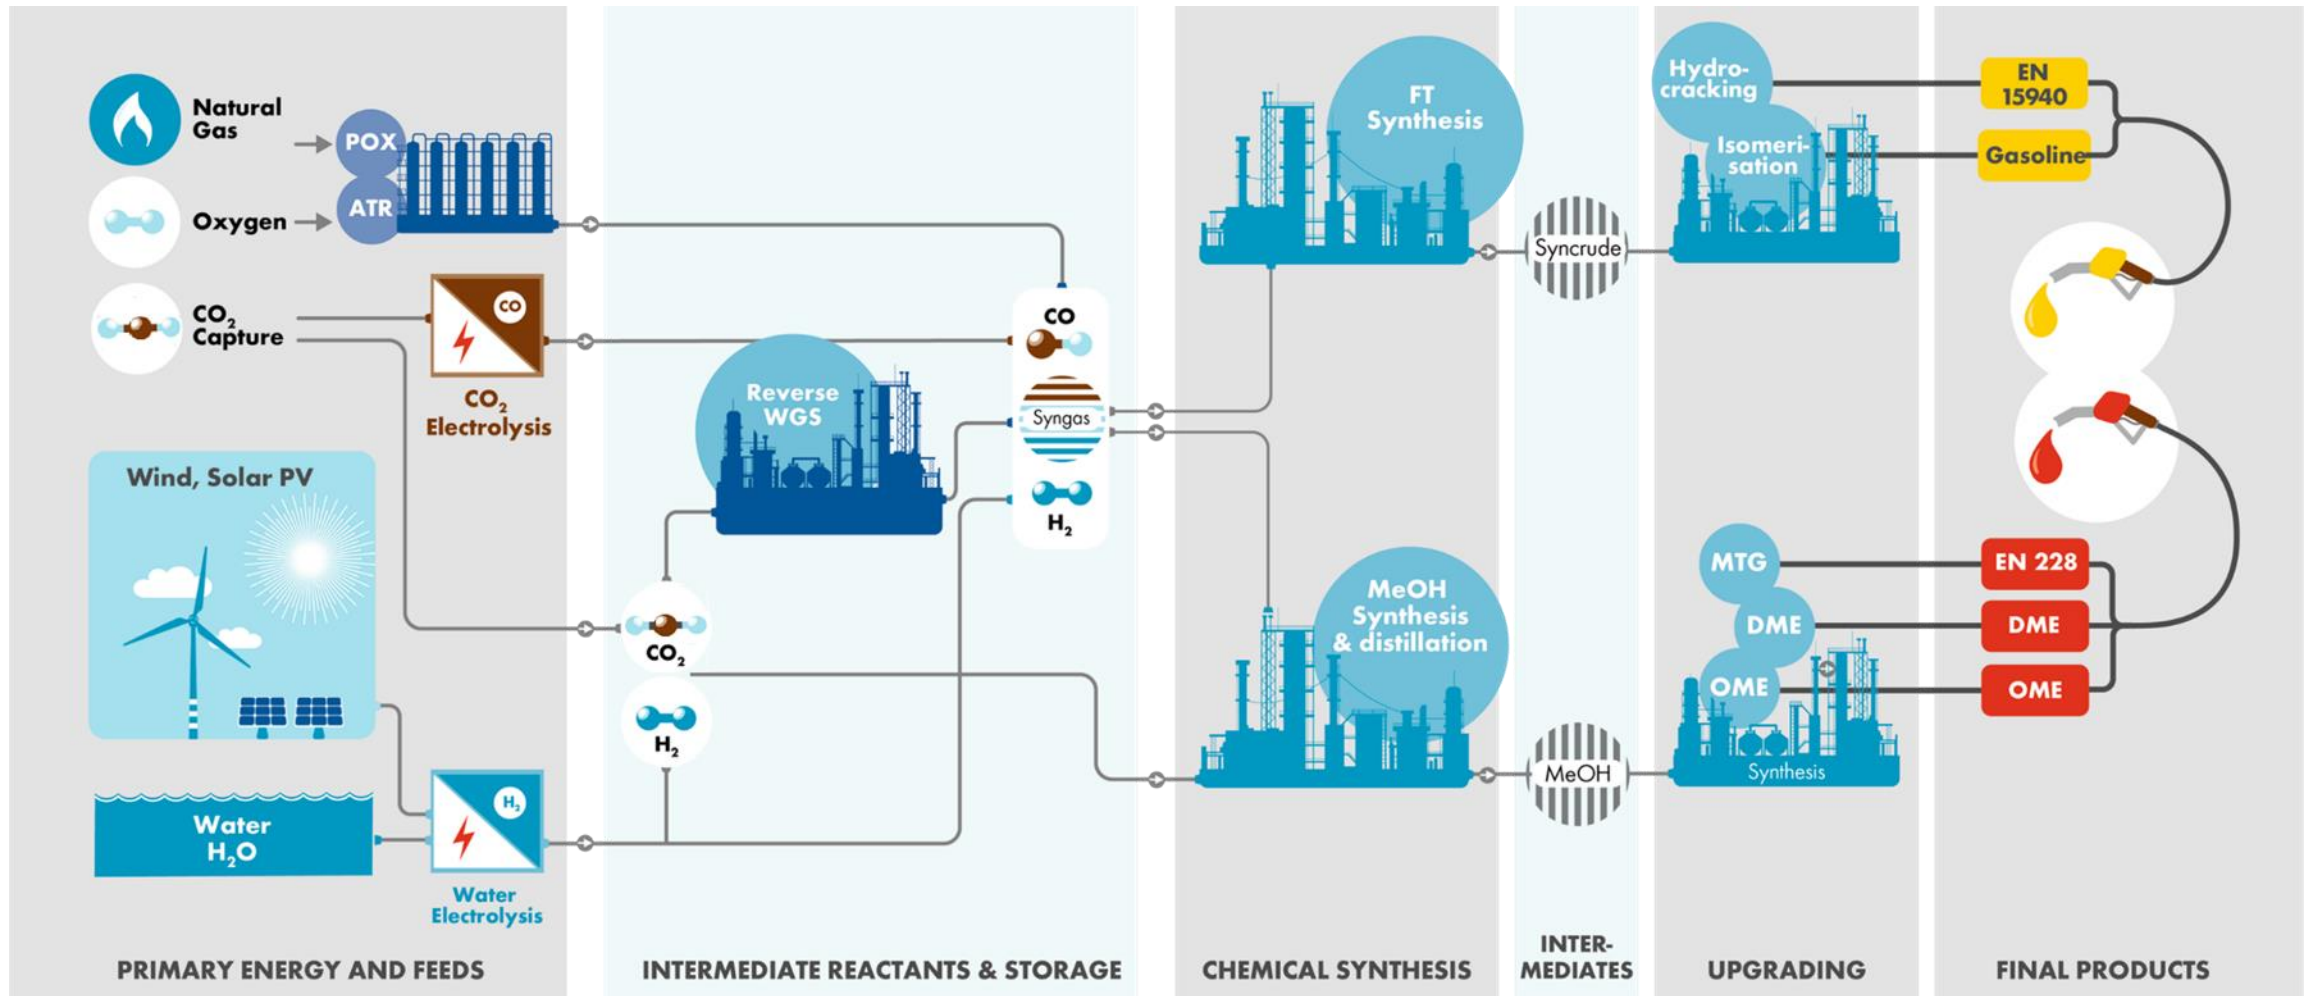 Natural
Gas
POX
Oxygen
ATR
CO₂
Capture
CO
CO₂
Electrolysis
Wind, Solar PV
Water
H₂O
H₂
Water
Electrolysis
PRIMARY ENERGY AND FEEDS
Reverse
WGS
CO
Syngas
H₂
CO₂
H₂
INTERMEDIATE REACTANTS & STORAGE
FT
Synthesis
MeOH
Synthesis
& distillation
CHEMICAL SYNTHESIS
Syncrude
MeOH
INTER-
MEDIATES
Hydro-
cracking
Isomeri-
sation
MTG
DME
OME
Synthesis
UPGRADING
EN
15940
Gasoline
EN 228
DME
OME
FINAL PRODUCTS